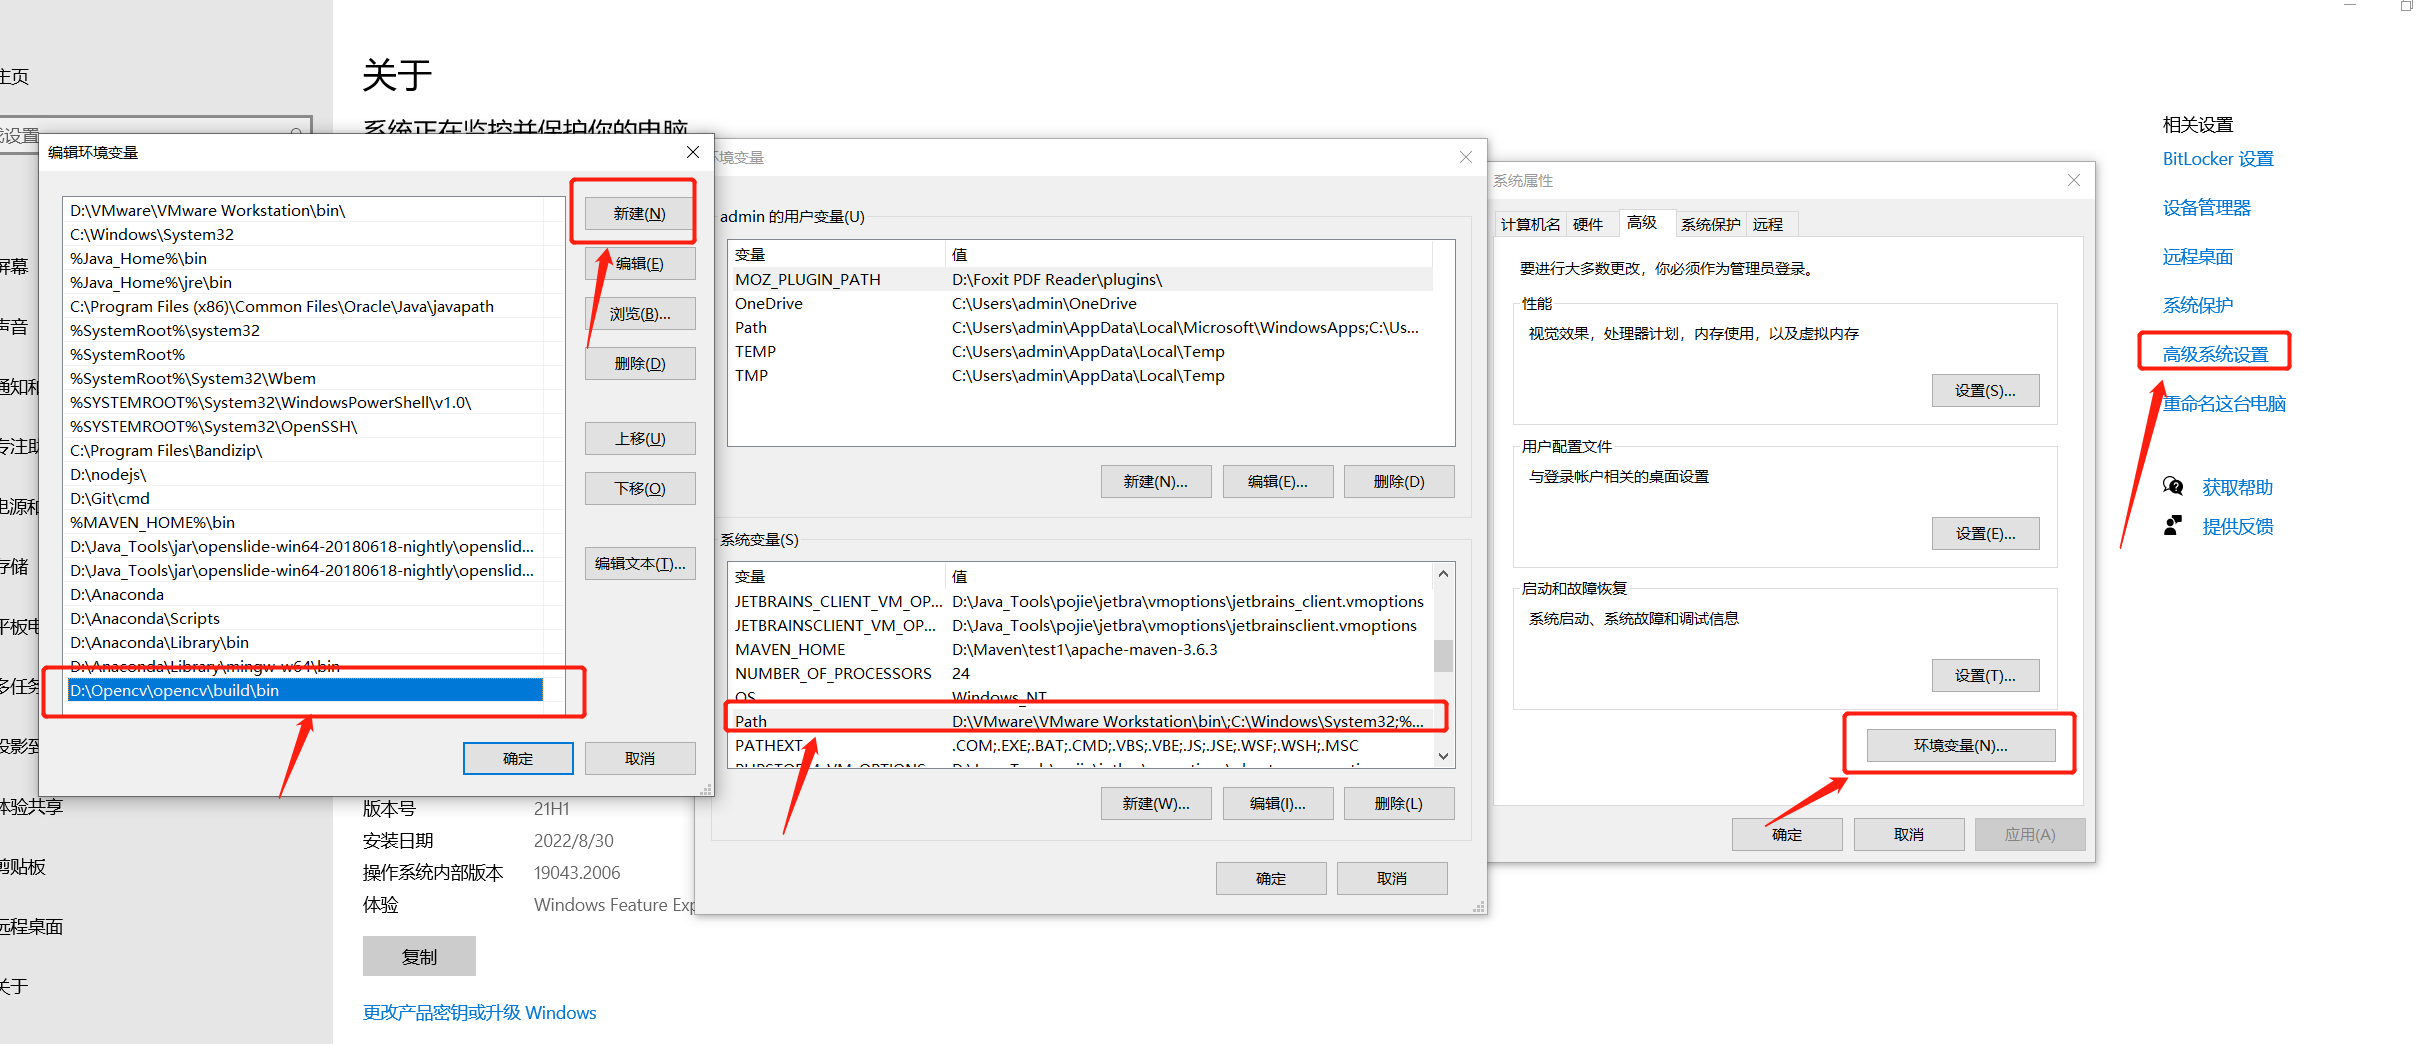 主页
关于
系统正在监控并保护你的电脑
找设置
屏幕
声音
通知和
专注助
电源和
存储
平板电
多任务
投影到
体验共享
剪贴板
远程桌面
关于
编辑环境变量
D:\VMware\VMware Workstation\bin\
C:\Windows\System32
%Java_Home%\bin
%Java_Home%\jre\bin
C:\Program Files (x86)\Common Files\Oracle\Java\javapath
%SystemRoot%\system32
%SystemRoot%
%SystemRoot%\System32\Wbem
%SYSTEMROOT%\System32\WindowsPowerShell\v1.0\
%SYSTEMROOT%\System32\OpenSSH\
C:\Program Files\Bandizip\
D:\nodejs\
D:\Git\cmd
%MAVEN_HOME%\bin
D:\Java_Tools\jar\openslide-win64-20180618-nightly\openslid...
D:\Java_Tools\jar\openslide-win64-20180618-nightly\openslid...
D:\Anaconda
D:\Anaconda\Scripts
D:\Anaconda\Library\bin
D:\Anaconda\Library\mingw-w64\bin
D:\Opencv\opencv\build\bin
新建(N)
编辑(E)
浏览(B)...
删除(D)
上移(U)
下移(O)
编辑文本(T)...
确定
取消
版本号 21H1
安装日期 2022/8/30
操作系统内部版本 19043.2006
体验 Windows Feature Exp
复制
更改产品密钥或升级 Windows
环境变量
admin 的用户变量(U)
变量 值
MOZ_PLUGIN_PATH D:\Foxit PDF Reader\plugins\
OneDrive C:\Users\admin\OneDrive
Path C:\Users\admin\AppData\Local\Microsoft\WindowsApps;C:\Us...
TEMP C:\Users\admin\AppData\Local\Temp
TMP C:\Users\admin\AppData\Local\Temp
新建(N)... 编辑(E)... 删除(D)
系统变量(S)
变量 值
JETBRAINS_CLIENT_VM_OP... D:\Java_Tools\pojie\jetbra\vmoptions\jetbrains_client.vmoptions
JETBRAINSCLIENT_VM_OP... D:\Java_Tools\pojie\jetbra\vmoptions\jetbrainsclient.vmoptions
MAVEN_HOME D:\Maven\test1\apache-maven-3.6.3
NUMBER_OF_PROCESSORS 24
OS Windows_NT
Path D:\VMware\VMware Workstation\bin\;C:\Windows\System32;%...
PATHEXT .COM;.EXE;.BAT;.CMD;.VBS;.VBE;.JS;.JSE;.WSF;.WSH;.MSC
新建(W)... 编辑(I)... 删除(L)
确定 取消
系统属性
计算机名 硬件 高级 系统保护 远程
要进行大多数更改，你必须作为管理员登录。
性能
视觉效果，处理器计划，内存使用，以及虚拟内存
设置(S)...
用户配置文件
与登录帐户相关的桌面设置
设置(E)...
启动和故障恢复
系统启动、系统故障和调试信息
设置(T)...
环境变量(N)...
确定 取消 应用(A)
相关设置
BitLocker 设置
设备管理器
远程桌面
系统保护
高级系统设置
重命名这台电脑
获取帮助
提供反馈